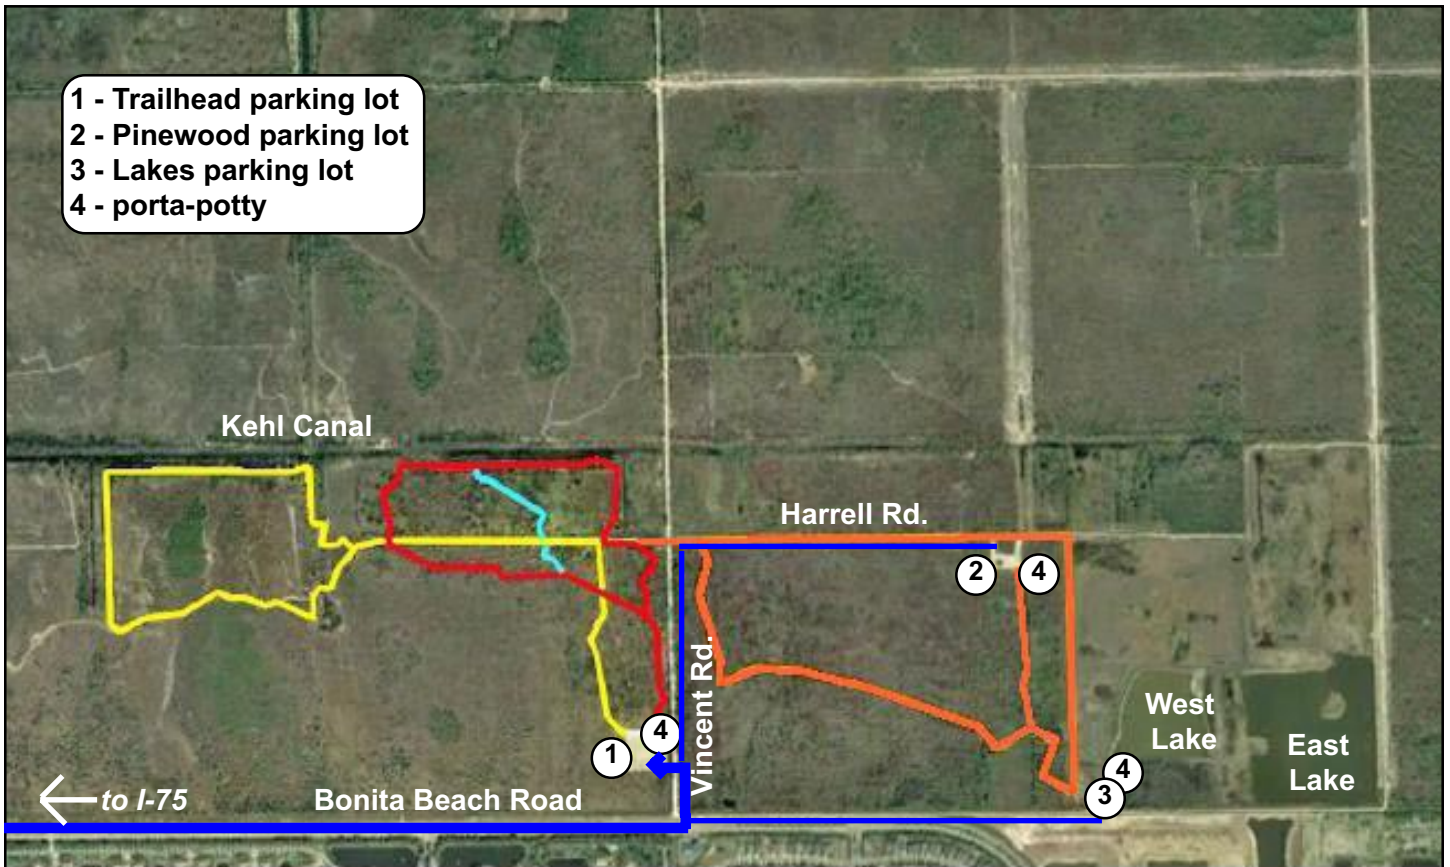 1 - Trailhead parking lot
2 - Pinewood parking lot
3 - Lakes parking lot
4 - porta-potty
Kehl Canal
Harrell Rd.
2
4
Vincent Rd.
West
Lake
4
1
East
Lake
4
3
to I-75
Bonita Beach Road